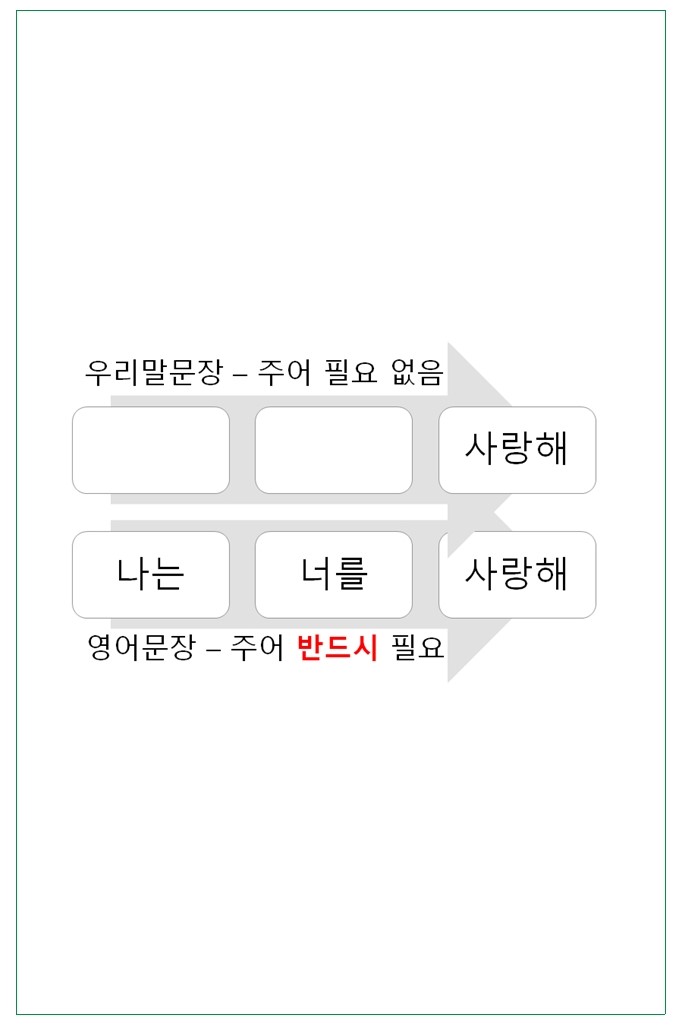 우리말문장 – 주어 필요 없음
사랑해
나는 너를 사랑해
영어문장 – 주어 반드시 필요